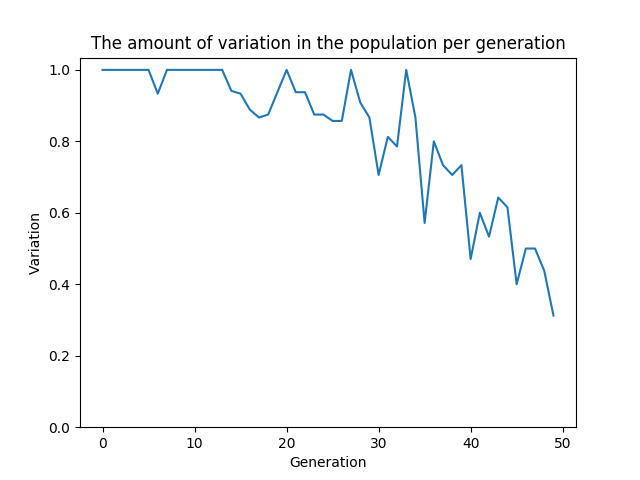 The amount of variation in the population per generation
1.0
0.8
0.6
0.4
0.2
0.0
Variation
0 10 20 30 40 50
Generation